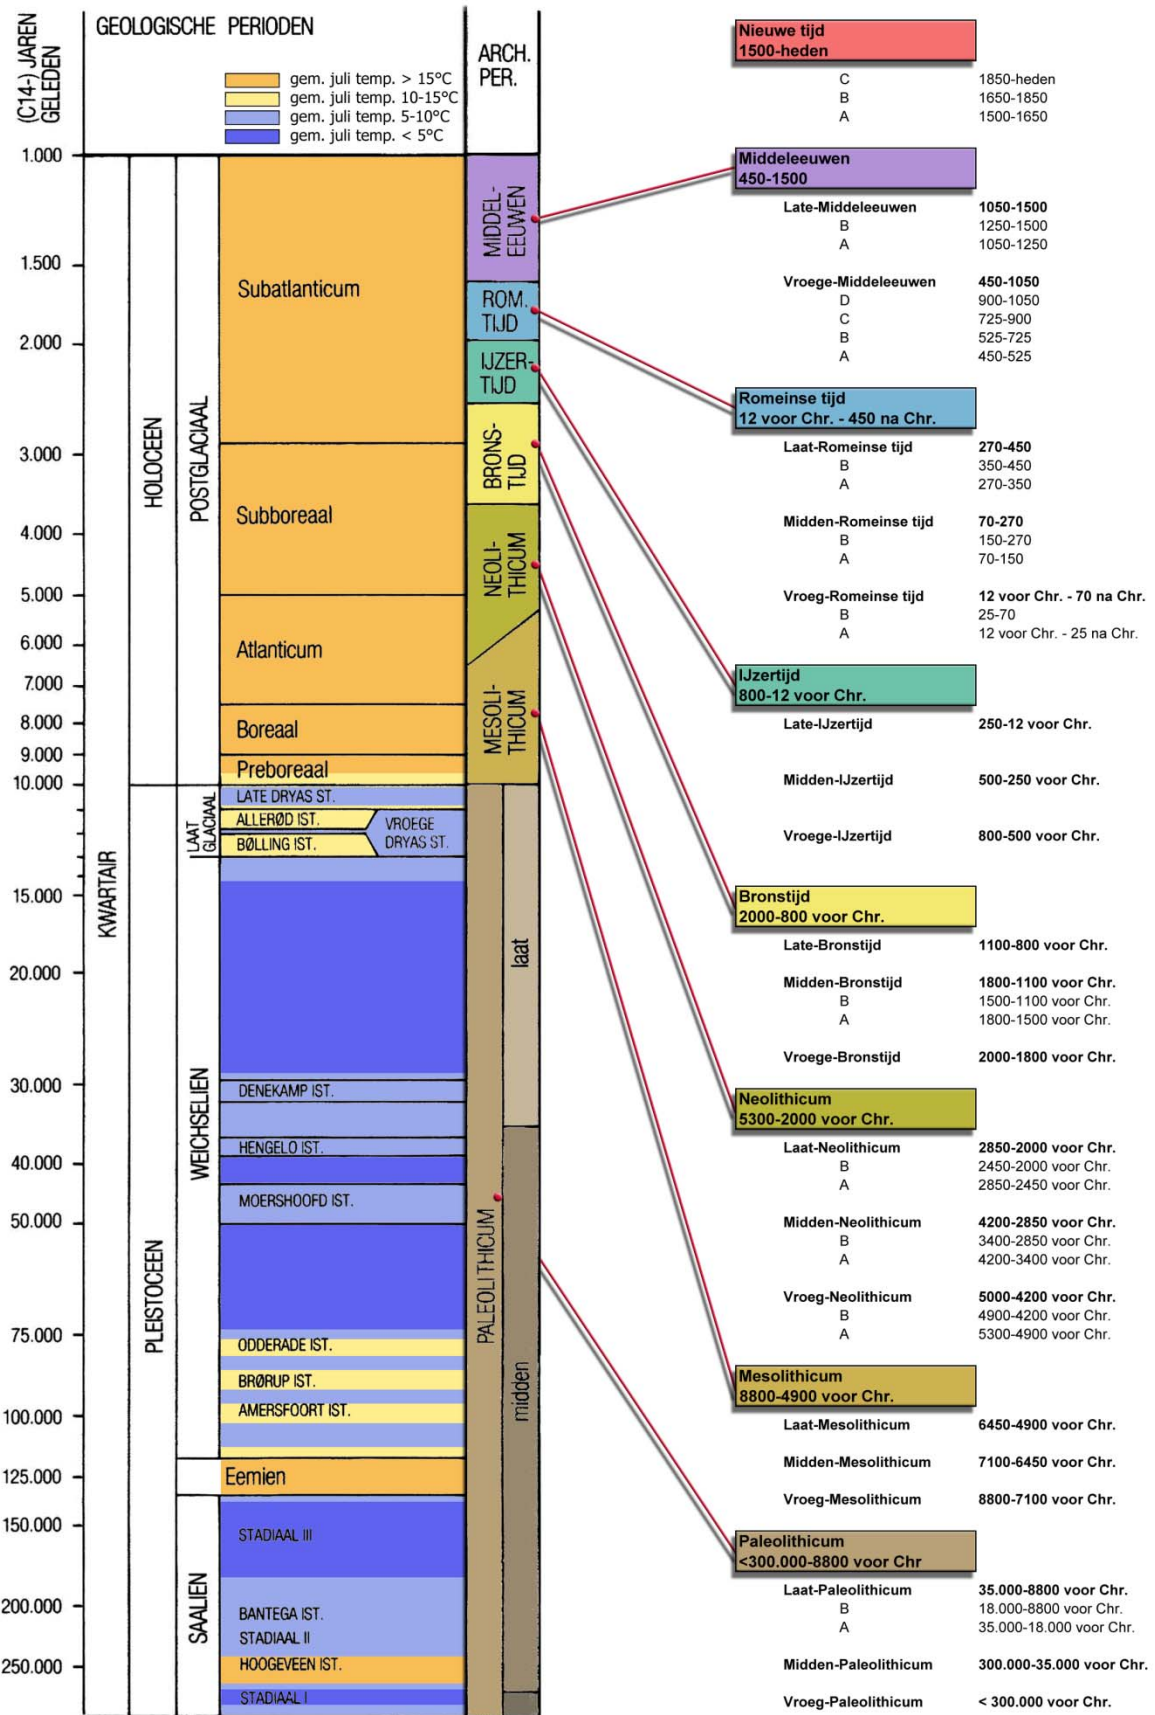 (C14-) JAREN
GELEDEN
GEOLOGISCHE PERIODEN
gem. juli temp. > 15°C
gem. juli temp. 10-15°C
gem. juli temp. 5-10°C
gem. juli temp. < 5°C
ARCH.
PER.
1.000
1.500
2.000
3.000
4.000
5.000
6.000
7.000
8.000
9.000
10.000
15.000
20.000
30.000
40.000
50.000
75.000
100.000
125.000
150.000
200.000
250.000
KWARTAIR
HOLOCEEN
PLEISTOCEEN
POSTGLACIAAL
LAAT
GLACIAAL
WEICHSELIEN
SAALIEN
Subatlanticum
Subboreaal
Atlanticum
Boreaal
Preboreaal
LATE DRYAS ST.
ALLERØD IST.
VROEGE
DRYAS ST.
BØLLING IST.
DENEKAMP IST.
HENGELO IST.
MOERSHOOFD IST.
ODDERADE IST.
BRØRUP IST.
AMERSFOORT IST.
Eemien
STADIAAL III
BANTEGA IST.
STADIAAL II
HOOGEVEEN IST.
STADIAAL I
MIDDEL-
EEUWEN
ROM.
TIJD
IJZER-
TIJD
BRONS-
TIJD
NEOLI-
THICUM
MESOLI-
THICUM
PALEOLITHICUM
laat
midden
Nieuwe tijd
1500-heden
C 1850-heden
B 1650-1850
A 1500-1650
Middeleeuwen
450-1500
Late-Middeleeuwen 1050-1500
B 1250-1500
A 1050-1250
Vroege-Middeleeuwen 450-1050
D 900-1050
C 725-900
B 525-725
A 450-525
Romeinse tijd
12 voor Chr. - 450 na Chr.
Laat-Romeinse tijd 270-450
B 350-450
A 270-350
Midden-Romeinse tijd 70-270
B 150-270
A 70-150
Vroeg-Romeinse tijd 12 voor Chr. - 70 na Chr.
B 25-70
A 12 voor Chr. - 25 na Chr.
IJzertijd
800-12 voor Chr.
Late-IJzertijd 250-12 voor Chr.
Midden-IJzertijd 500-250 voor Chr.
Vroege-IJzertijd 800-500 voor Chr.
Bronstijd
2000-800 voor Chr.
Late-Bronstijd 1100-800 voor Chr.
Midden-Bronstijd 1800-1100 voor Chr.
B 1500-1100 voor Chr.
A 1800-1500 voor Chr.
Vroege-Bronstijd 2000-1800 voor Chr.
Neolithicum
5300-2000 voor Chr.
Laat-Neolithicum 2850-2000 voor Chr.
B 2450-2000 voor Chr.
A 2850-2450 voor Chr.
Midden-Neolithicum 4200-2850 voor Chr.
B 3400-2850 voor Chr.
A 4200-3400 voor Chr.
Vroeg-Neolithicum 5000-4200 voor Chr.
B 4900-4200 voor Chr.
A 5300-4900 voor Chr.
Mesolithicum
8800-4900 voor Chr.
Laat-Mesolithicum 6450-4900 voor Chr.
Midden-Mesolithicum 7100-6450 voor Chr.
Vroeg-Mesolithicum 8800-7100 voor Chr.
Paleolithicum
<300.000-8800 voor Chr
Laat-Paleolithicum 35.000-8800 voor Chr.
B 18.000-8800 voor Chr.
A 35.000-18.000 voor Chr.
Midden-Paleolithicum 300.000-35.000 voor Chr.
Vroeg-Paleolithicum < 300.000 voor Chr.